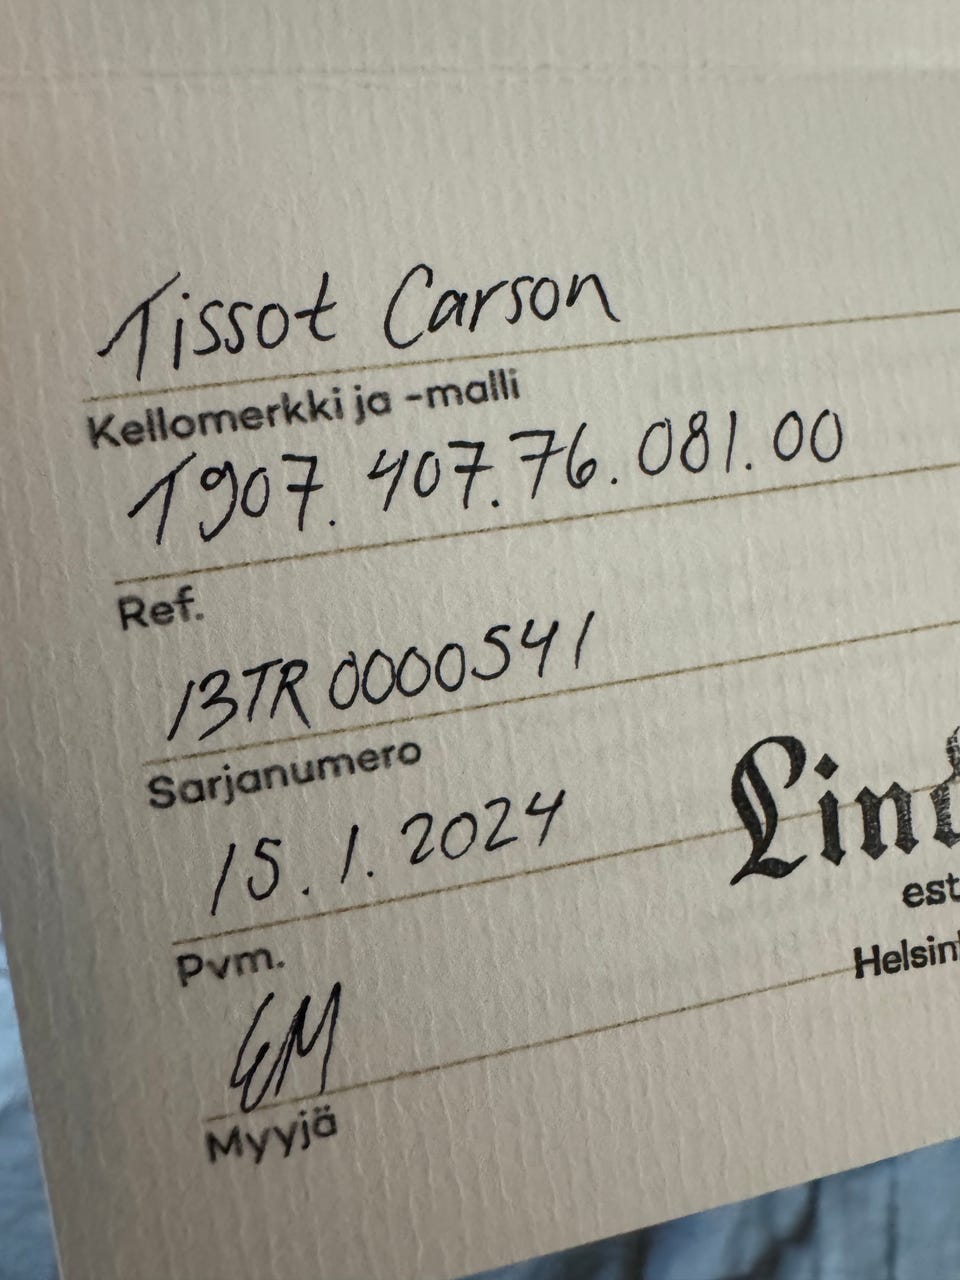 Tissot Carson
Kellomerkki ja -malli
T907.407.76.081.00
Ref.
13TR0000541
Sarjanumero
15.1.2024
Pvm.
EM
Myyjä
Lind
est
Helsin